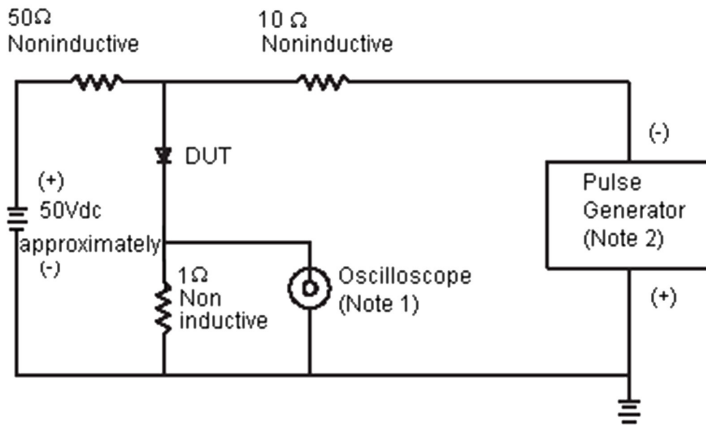 50Ω
Noninductive
10 Ω
Noninductive
DUT
(-)
(+)
50Vdc
approximately
(-)
Pulse
Generator
(Note 2)
1Ω
Non
inductive
Oscilloscope
(Note 1)
(+)